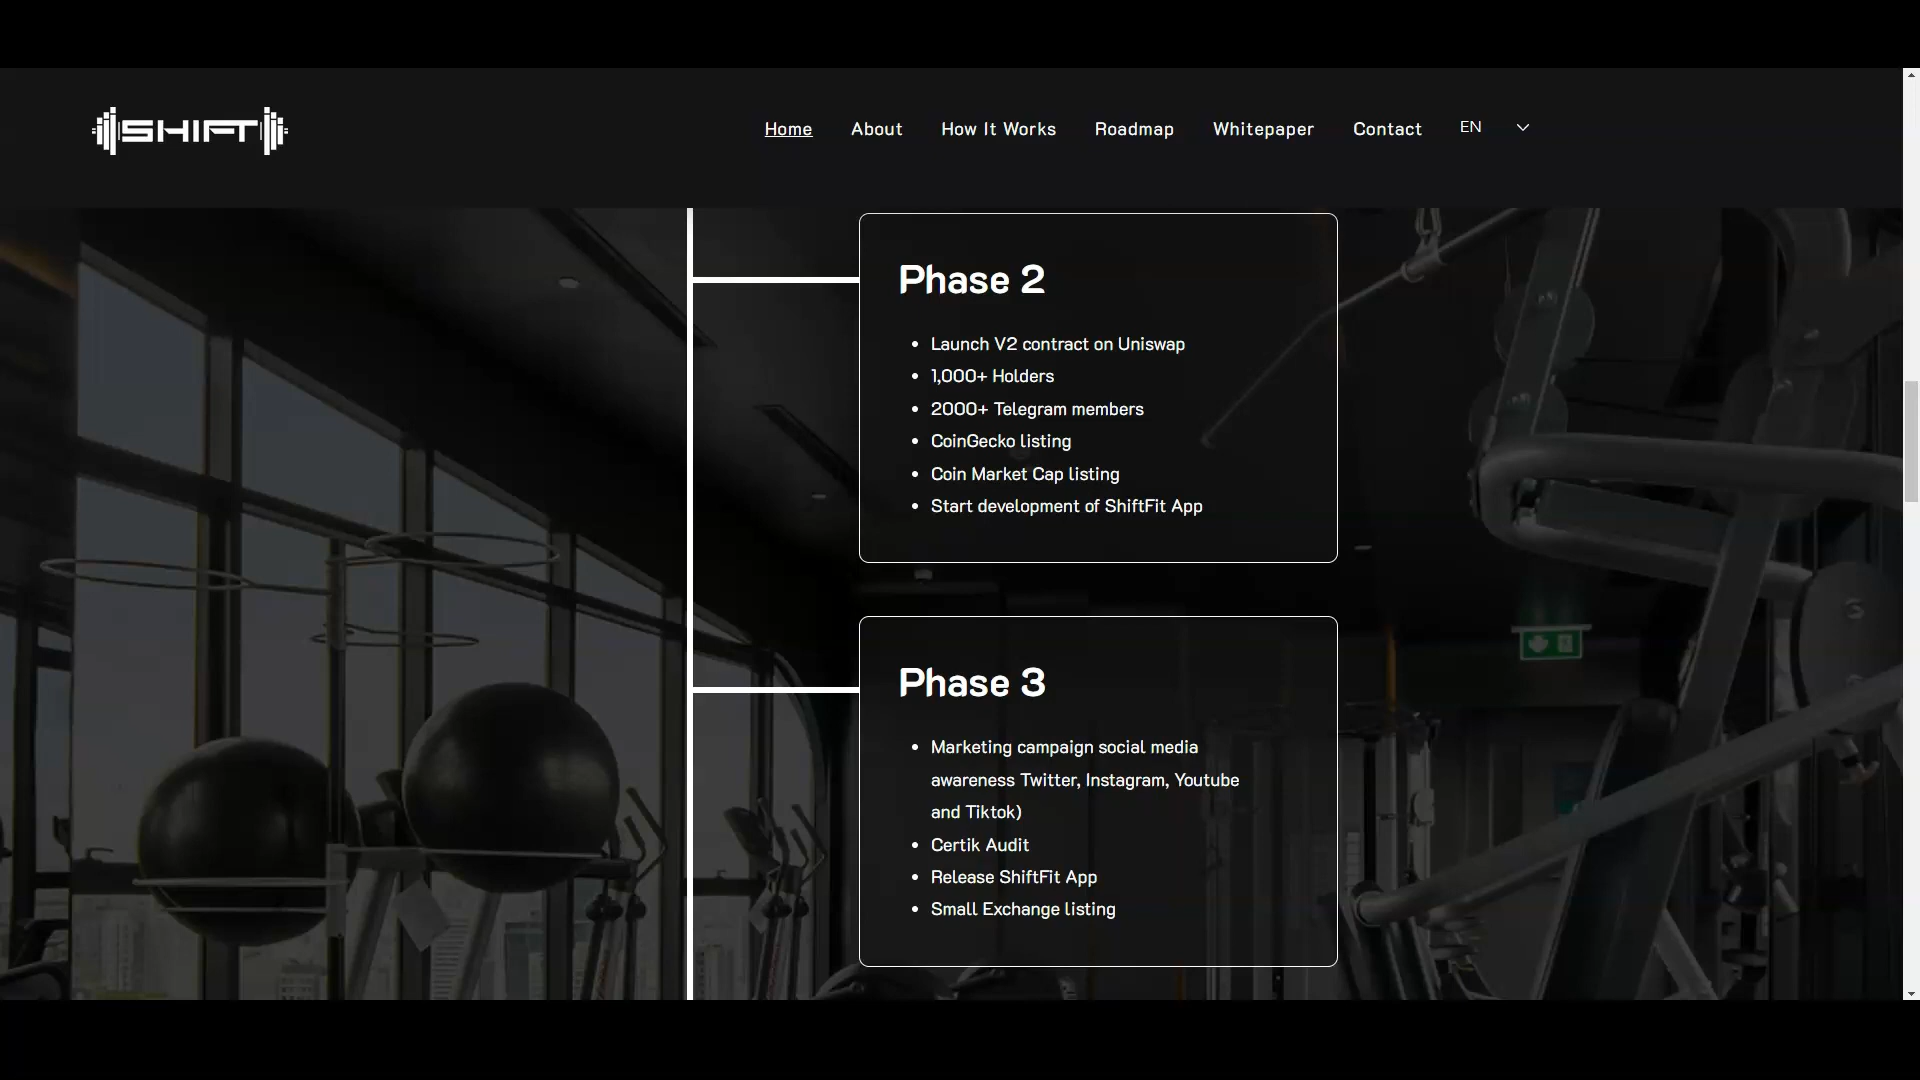 SHIFT
Home About How It Works Roadmap Whitepaper Contact EN
Phase 2
• Launch V2 contract on Uniswap
• 1,000+ Holders
• 2000+ Telegram members
• CoinGecko listing
• Coin Market Cap listing
• Start development of ShiftFit App
Phase 3
• Marketing campaign social media
awareness Twitter, Instagram, Youtube
and Tiktok)
• Certik Audit
• Release ShiftFit App
• Small Exchange listing